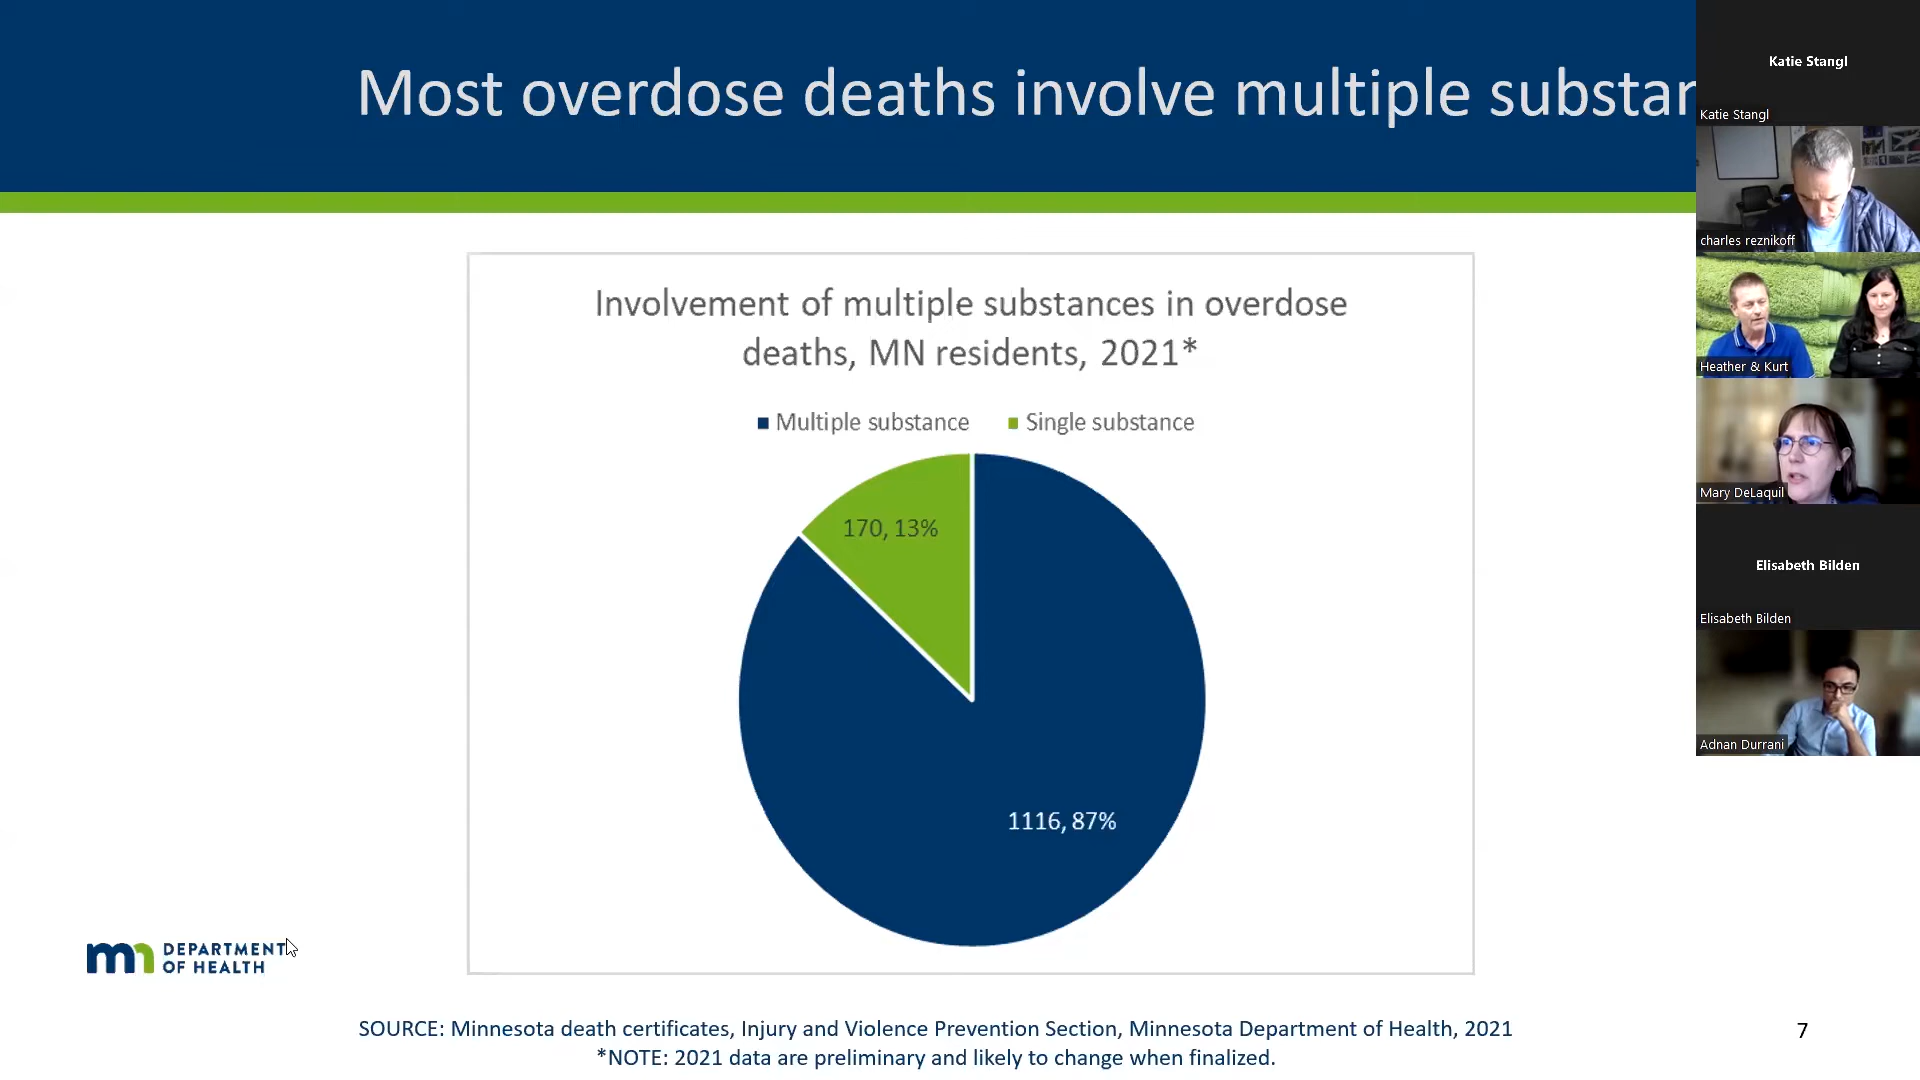 Most overdose deaths involve multiple substan
Involvement of multiple substances in overdose
deaths, MN residents, 2021*
Multiple substance
Single substance
170, 13%
1116, 87%
mn DEPARTMENT
OF HEALTH
SOURCE: Minnesota death certificates, Injury and Violence Prevention Section, Minnesota Department of Health, 2021
*NOTE: 2021 data are preliminary and likely to change when finalized.
7
Katie Stangl
Katie Stangl
charles reznikoff
Heather & Kurt
Mary DeLaquil
Elisabeth Bilden
Elisabeth Bilden
Adnan Durrani